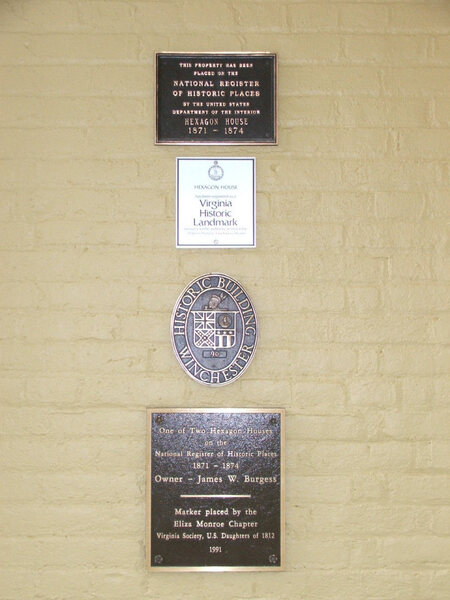 THIS PROPERTY HAS BEEN
PLACED ON THE
NATIONAL REGISTER
OF HISTORIC PLACES
BY THE UNITED STATES
DEPARTMENT OF THE INTERIOR
HEXAGON HOUSE
1871 - 1874
HEXAGON HOUSE
Virginia
Historic
Landmark
HISTORIC BUILDING
90
WINCHESTER
One of Two Hexagon Houses
on the
National Register of Historic Places
1871 - 1874
Owner - James W. Burgess
Marker placed by the
Eliza Monroe Chapter
Virginia Society, U.S. Daughters of 1812
1991